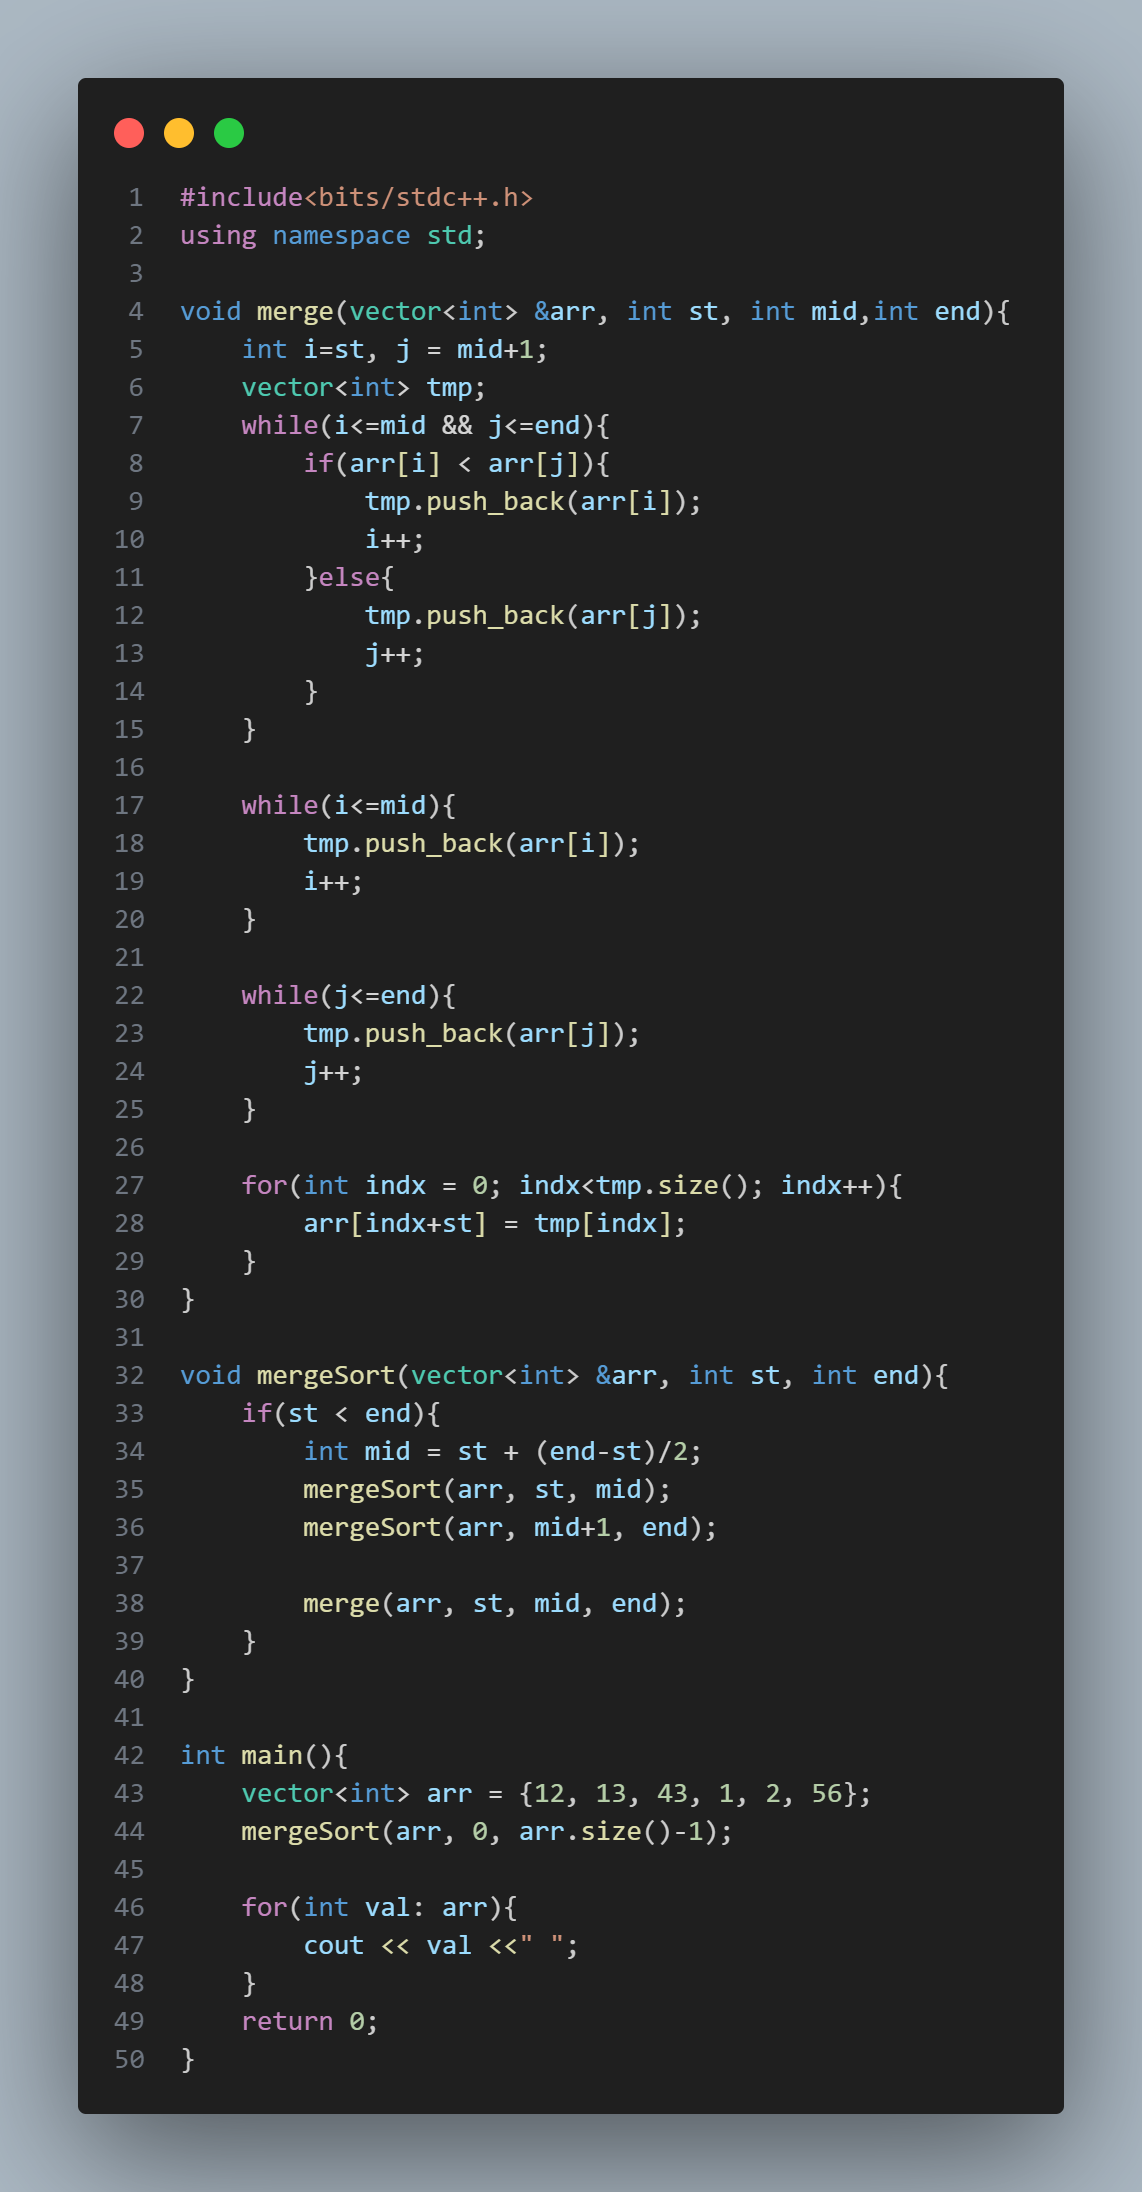 1 #include<bits/stdc++.h>
2 using namespace std;
3
4 void merge(vector<int> &arr, int st, int mid,int end){
5     int i=st, j = mid+1;
6     vector<int> tmp;
7     while(i<=mid && j<=end){
8         if(arr[i] < arr[j]){
9             tmp.push_back(arr[i]);
10             i++;
11         }else{
12             tmp.push_back(arr[j]);
13             j++;
14         }
15     }
16
17     while(i<=mid){
18         tmp.push_back(arr[i]);
19         i++;
20     }
21
22     while(j<=end){
23         tmp.push_back(arr[j]);
24         j++;
25     }
26
27     for(int indx = 0; indx<tmp.size(); indx++){
28         arr[indx+st] = tmp[indx];
29     }
30 }
31
32 void mergeSort(vector<int> &arr, int st, int end){
33     if(st < end){
34         int mid = st + (end-st)/2;
35         mergeSort(arr, st, mid);
36         mergeSort(arr, mid+1, end);
37
38         merge(arr, st, mid, end);
39     }
40 }
41
42 int main(){
43     vector<int> arr = {12, 13, 43, 1, 2, 56};
44     mergeSort(arr, 0, arr.size()-1);
45
46     for(int val: arr){
47         cout << val <<" ";
48     }
49     return 0;
50 }